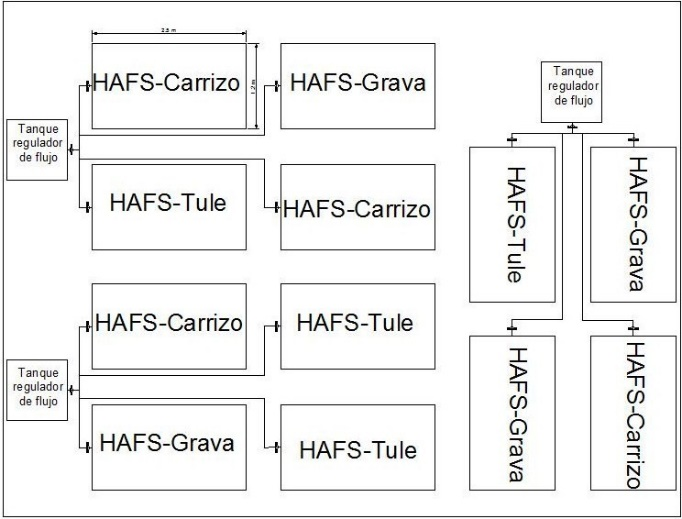 2.5 m
HAFS-Carrizo
1.2 m
HAFS-Grava
Tanque
regulador
de flujo
HAFS-Tule
HAFS-Carrizo
Tanque
regulador
de flujo
HAFS-Tule
HAFS-Grava
HAFS-Grava
HAFS-Carrizo
HAFS-Carrizo
HAFS-Tule
Tanque
regulador
de flujo
HAFS-Grava
HAFS-Tule